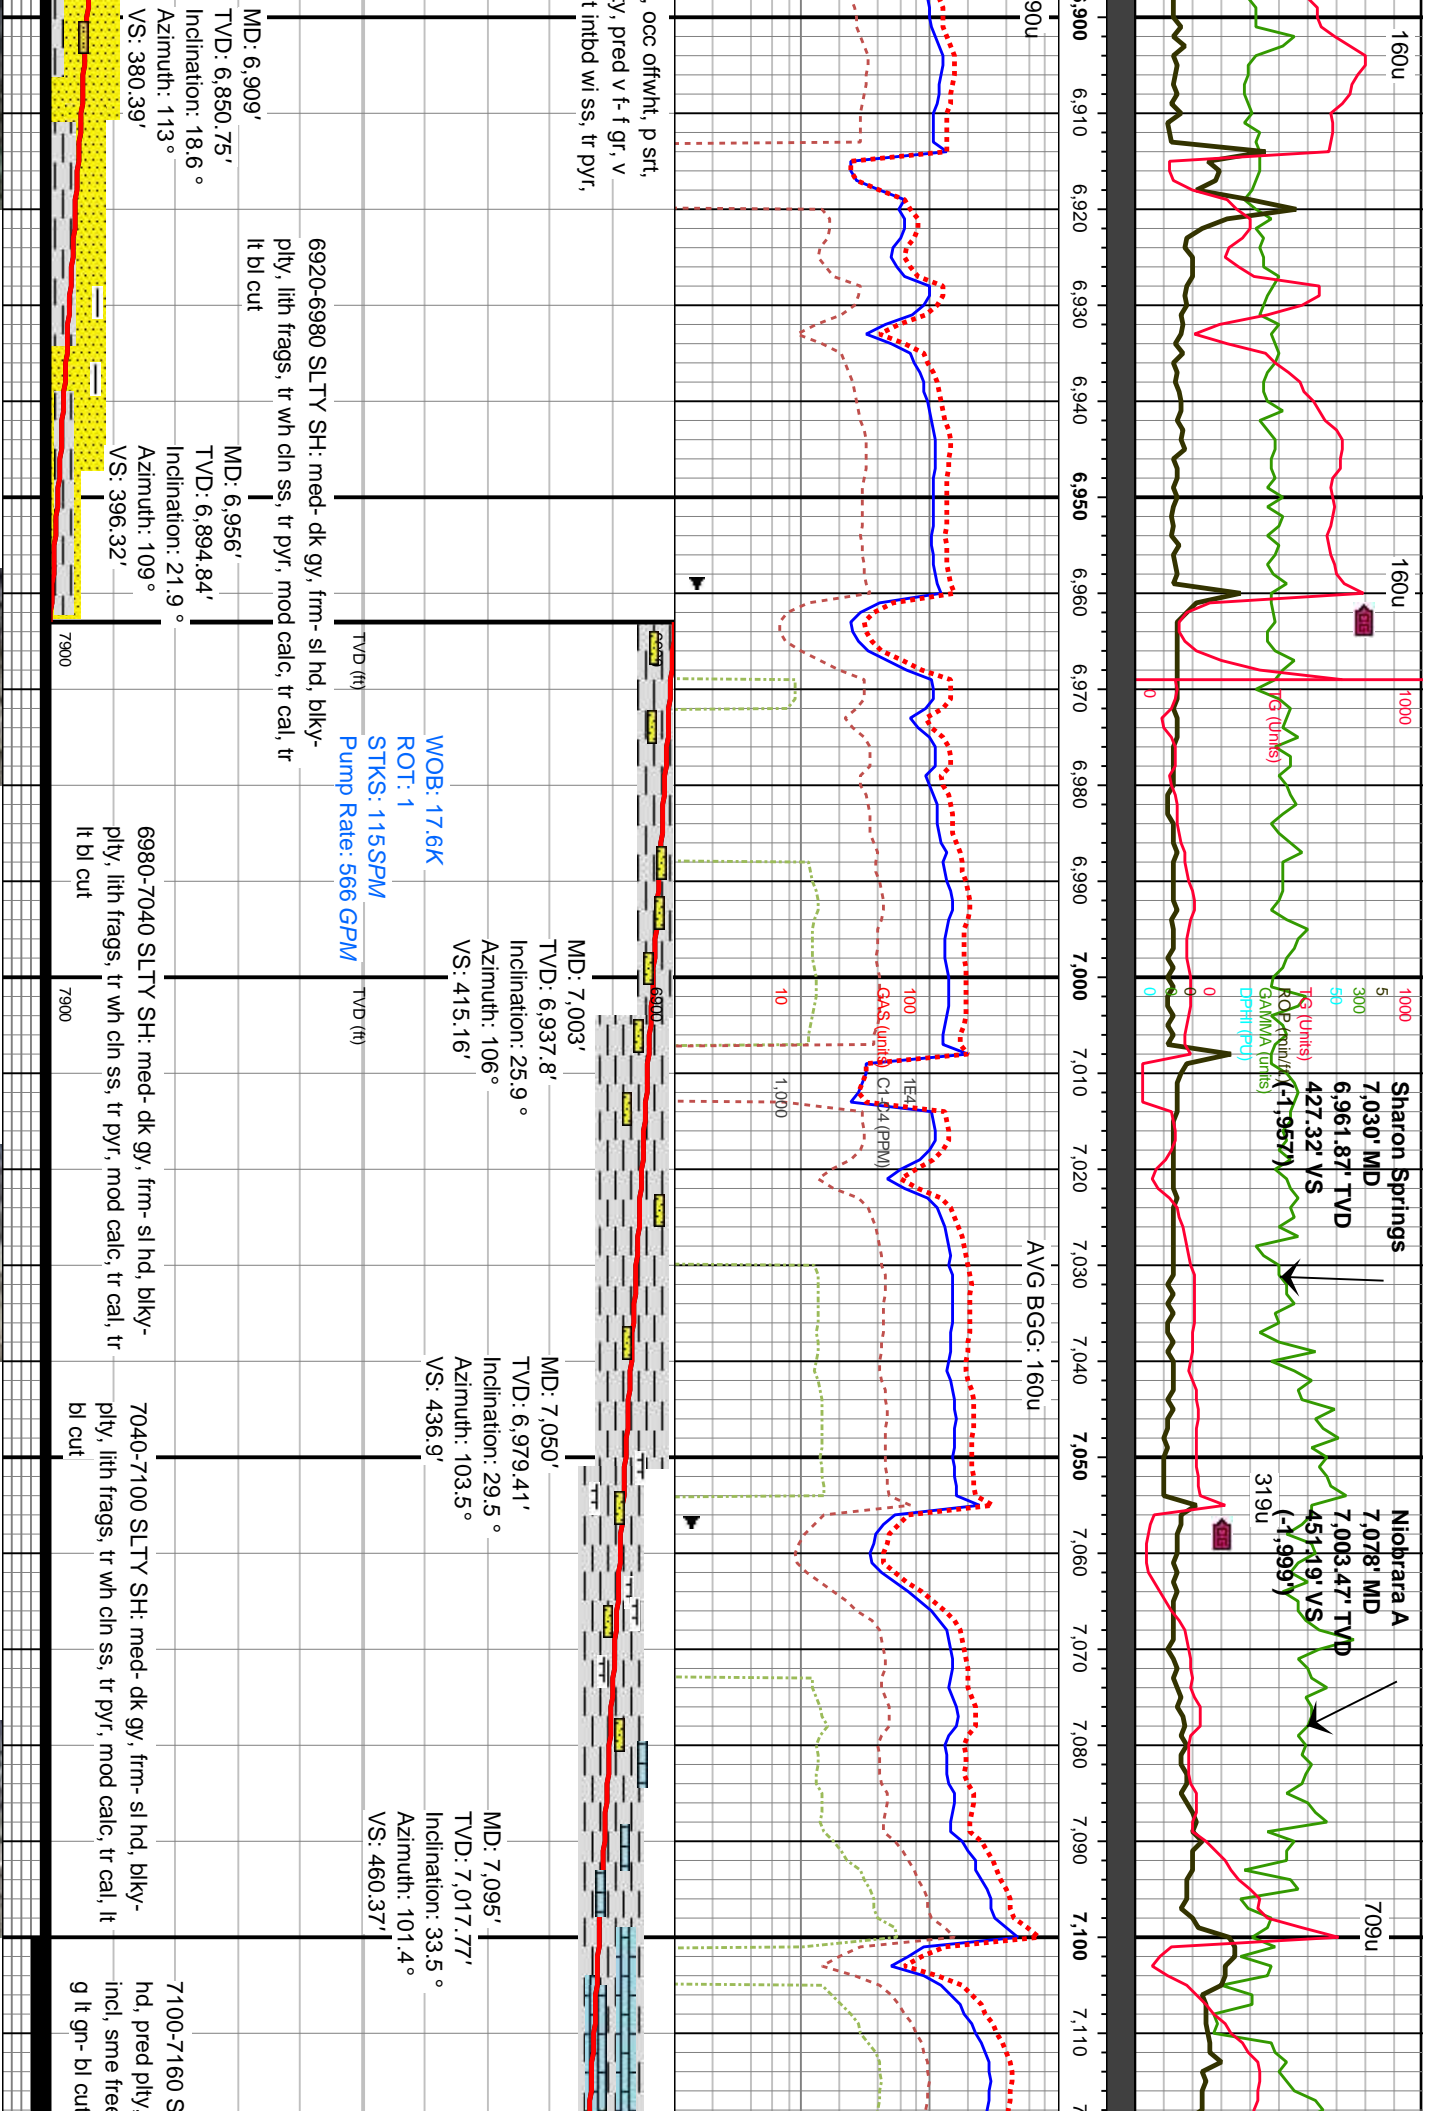 160u
160u
1000
TG (Units)
0
1000
5
300
50
TG (Units)
0
ROP (min/ft)
0
GAMMA (units)
0
DPHI (PU)
0
Sharon Springs
7,030' MD
6,961.87' TVD
427.32' VS
(-1,957')
Niobrara A
7,078' MD
7,003.47' TVD
451.19' VS
(-1,999')
319u
709u
6,900
6,910
6,920
6,930
6,940
6,950
6,960
6,970
6,980
6,990
7,000
7,010
7,020
7,030
7,040
7,050
7,060
7,070
7,080
7,090
7,100
7,110
90u
AVG BGG: 160u
100
GAS (units)
10
1E4
C1-C4 (PPM)
1,000
, occ offwht, p srt,
y, pred v f- f gr, v
t intbd wi ss, tr pyr,
6900
MD: 6,909'
TVD: 6,850.75'
Inclination: 18.6 °
Azimuth: 113°
VS: 380.39'
6920-6980 SLTY SH: med- dk gy, frm- sl hd, blky-
plty, lith frags, tr wh cln ss, tr pyr, mod calc, tr cal, tr
lt bl cut
MD: 6,956'
TVD: 6,894.84'
Inclination: 21.9 °
Azimuth: 109°
VS: 396.32'
TVD (ft)
7900
WOB: 17.6K
ROT: 1
STKS: 115SPM
Pump Rate: 566 GPM
6980-7040 SLTY SH: med- dk gy, frm- sl hd, blky-
plty, lith frags, tr wh cln ss, tr pyr, mod calc, tr cal, tr
lt bl cut
MD: 7,003'
TVD: 6,937.8'
Inclination: 25.9 °
Azimuth: 106°
VS: 415.16'
TVD (ft)
7900
MD: 7,050'
TVD: 6,979.41'
Inclination: 29.5 °
Azimuth: 103.5°
VS: 436.9'
7040-7100 SLTY SH: med- dk gy, frm- sl hd, blky-
plty, lith frags, tr wh cln ss, tr pyr, mod calc, tr cal, lt
bl cut
MD: 7,095'
TVD: 7,017.77'
Inclination: 33.5 °
Azimuth: 101.4°
VS: 460.37'
7100-7160 S
hd, pred plty,
incl, sme free
g lt gn- bl cut